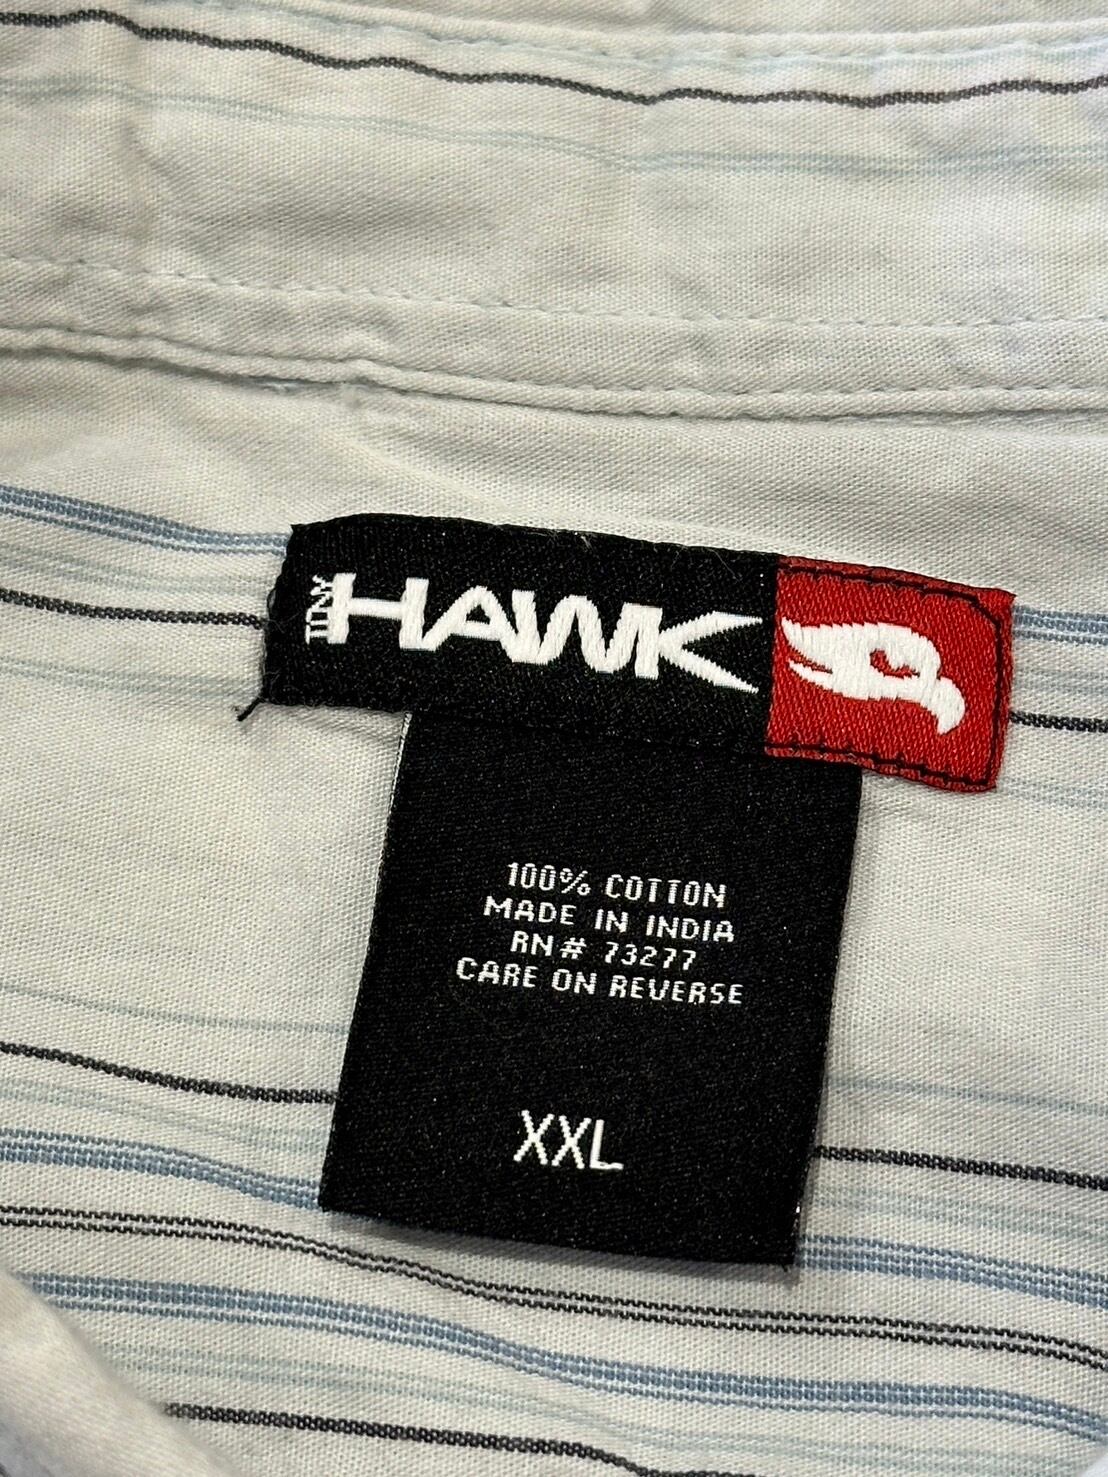 TONY HAWK
100% COTTON
MADE IN INDIA
RN# 73277
CARE ON REVERSE
XXL